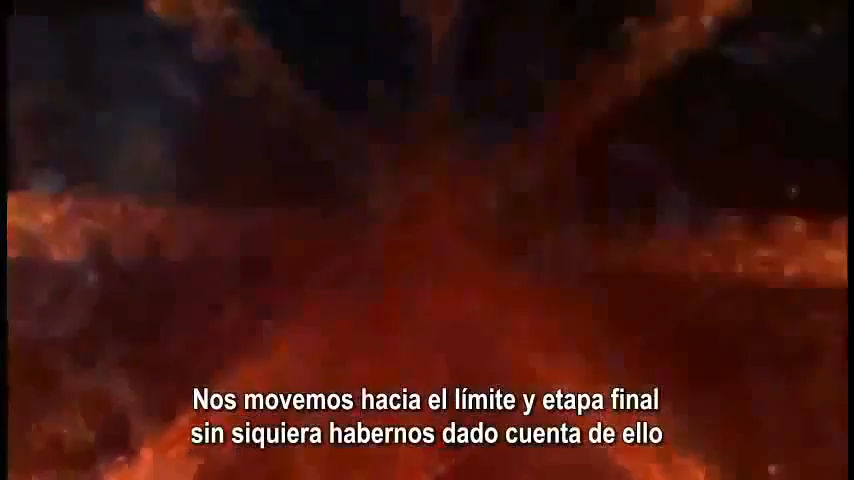 Nos movemos hacia el límite y etapa final
sin siquiera habernos dado cuenta de ello